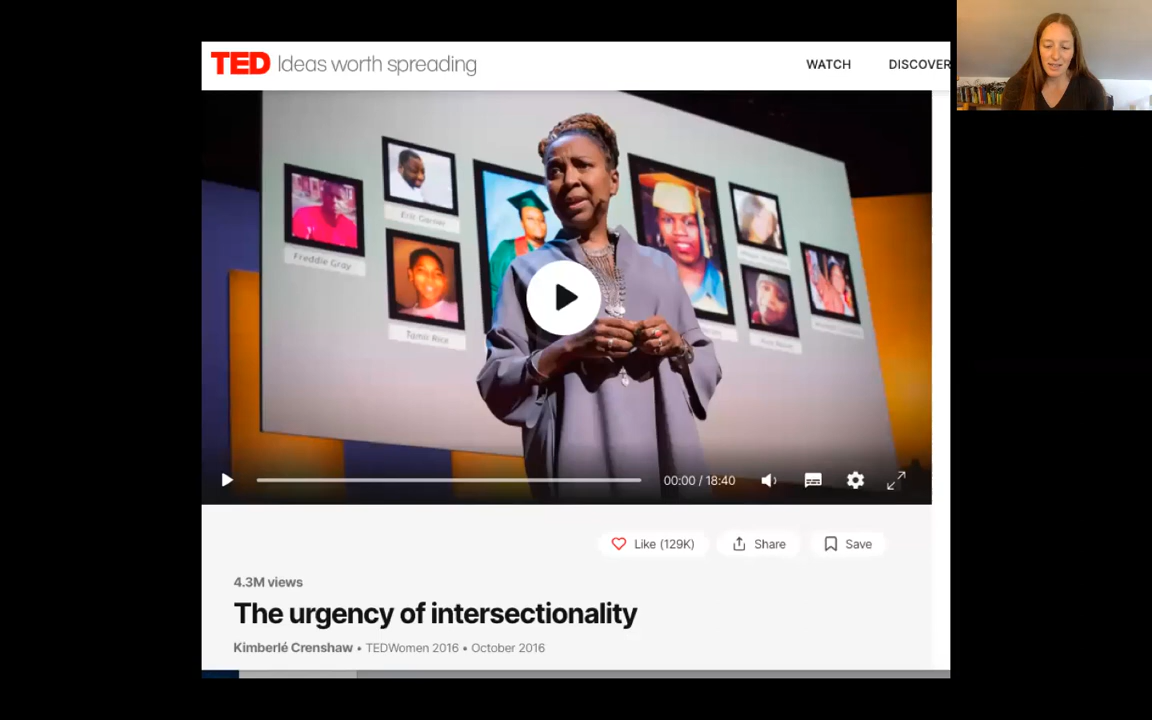 TED Ideas worth spreading
WATCH DISCOVER
Eric Garner
Freddie Gray
Tamir Rice
00:00 / 18:40
Like (129K) Share Save
4.3M views
The urgency of intersectionality
Kimberlé Crenshaw • TEDWomen 2016 • October 2016